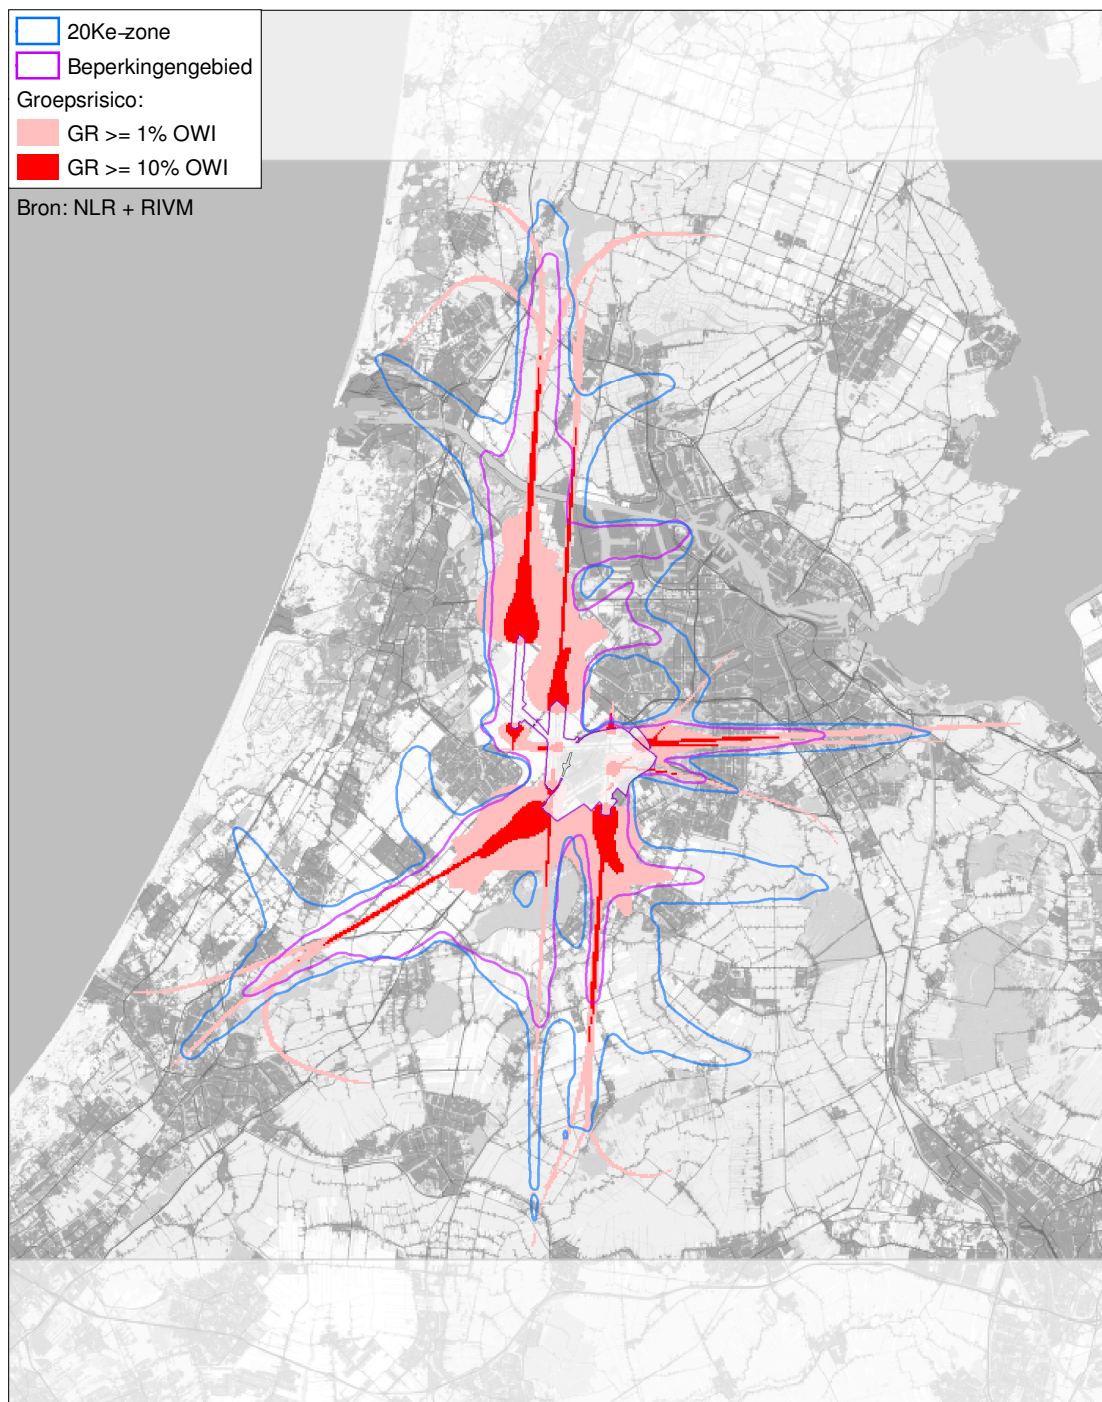 20Ke-zone
Beperkingengebied
Groepsrisico:
GR >= 1% OWI
GR >= 10% OWI
Bron: NLR + RIVM